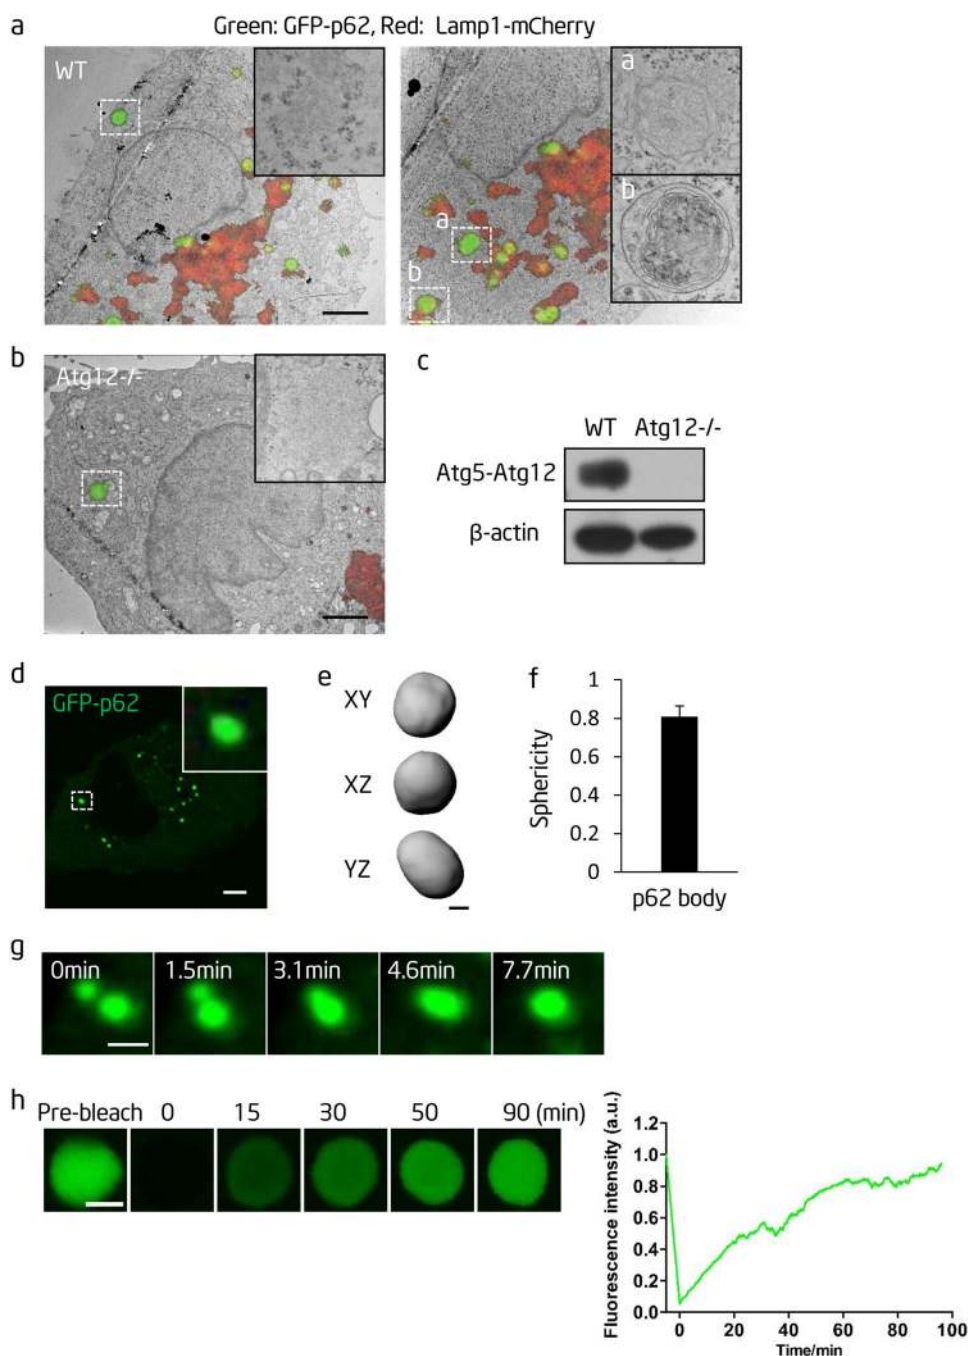 a
Green: GFP-p62, Red: Lamp1-mCherry
WT
a
b
a
b
b
Atg12-/-
c
WT Atg12-/-
Atg5-Atg12
β-actin
d
GFP-p62
e
XY
XZ
YZ
f
Sphericity
1
0.8
0.6
0.4
0.2
0
p62 body
g
0min 1.5min 3.1min 4.6min 7.7min
h
Pre-bleach 0 15 30 50 90 (min)
Fluorescence intensity (a.u.)
1.2
1.0
0.8
0.6
0.4
0.2
0.0
0 20 40 60 80 100
Time/min